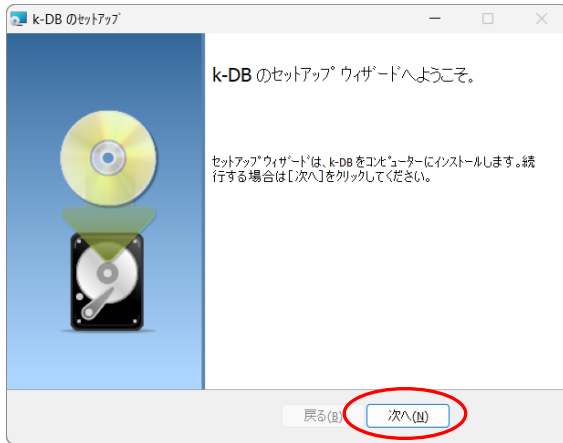 k-DB のｾｯﾄｱｯﾌﾟ
k-DB のｾｯﾄｱｯﾌﾟ ｳｨｻﾞｰﾄﾞへようこそ。
ｾｯﾄｱｯﾌﾟｳｨｻﾞｰﾄﾞは、k-DB をｺﾝﾋﾟｭｰﾀｰにｲﾝｽﾄｰﾙします。続
行する場合は[次へ]をｸﾘｯｸしてください。
戻る(B)
次へ(N)